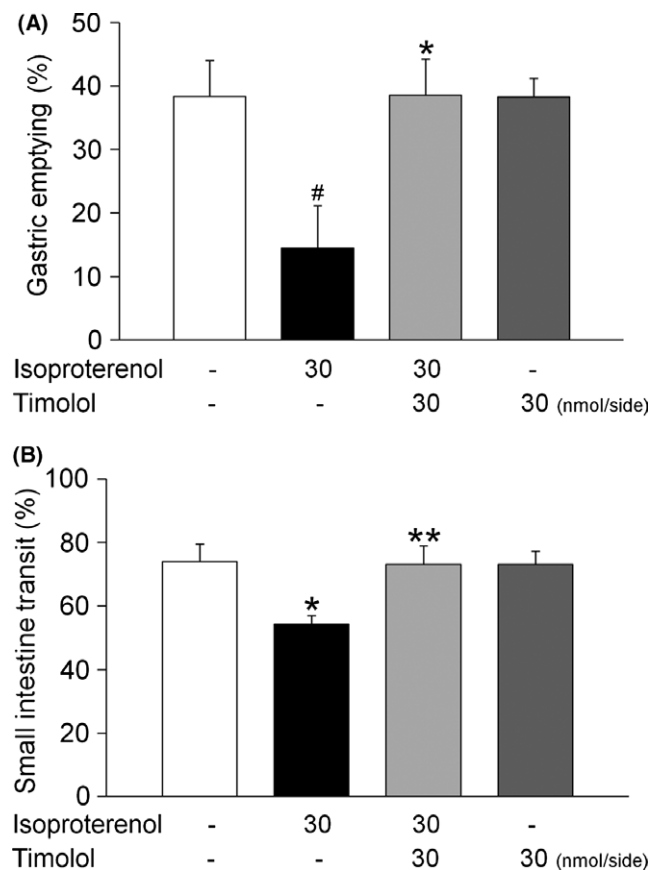 (A)
Gastric emptying (%)
50
40
30
20
10
0
#
*
Isoproterenol - 30 30 -
Timolol - - 30 30 (nmol/side)
(B)
Small intestine transit (%)
100
80
60
40
20
0
*
**
Isoproterenol - 30 30 -
Timolol - - 30 30 (nmol/side)